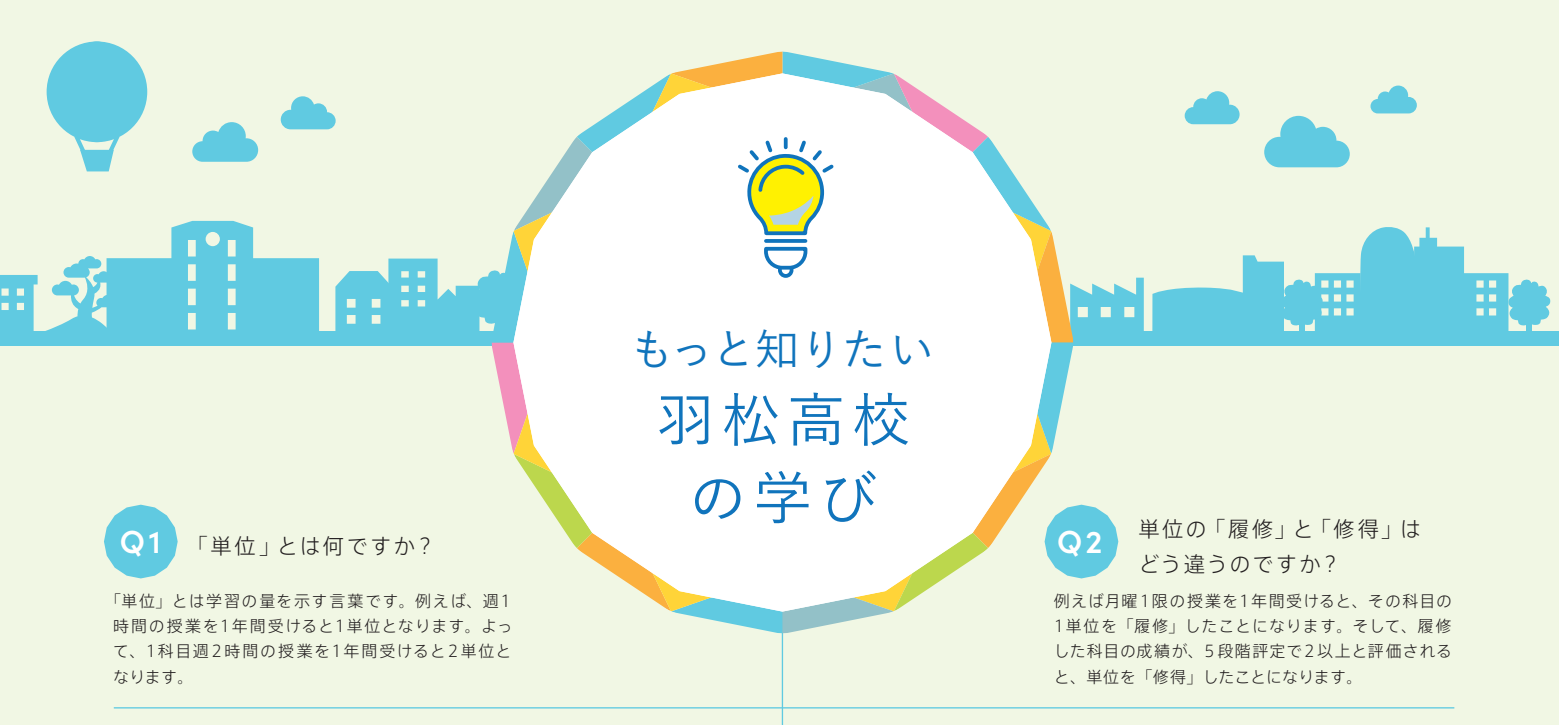 もっと知りたい
羽松高校
の学び
Q1
「単位」とは何ですか？
「単位」とは学習の量を示す言葉です。例えば、週1
時間の授業を1年間受けると1単位となります。よっ
て、1科目週2時間の授業を1年間受けると2単位と
なります。
Q2
単位の「履修」と「修得」は
どう違うのですか？
例えば月曜1限の授業を1年間受けると、その科目の
1単位を「履修」したことになります。そして、履修
した科目の成績が、5段階評定で2以上と評価される
と、単位を「修得」したことになります。